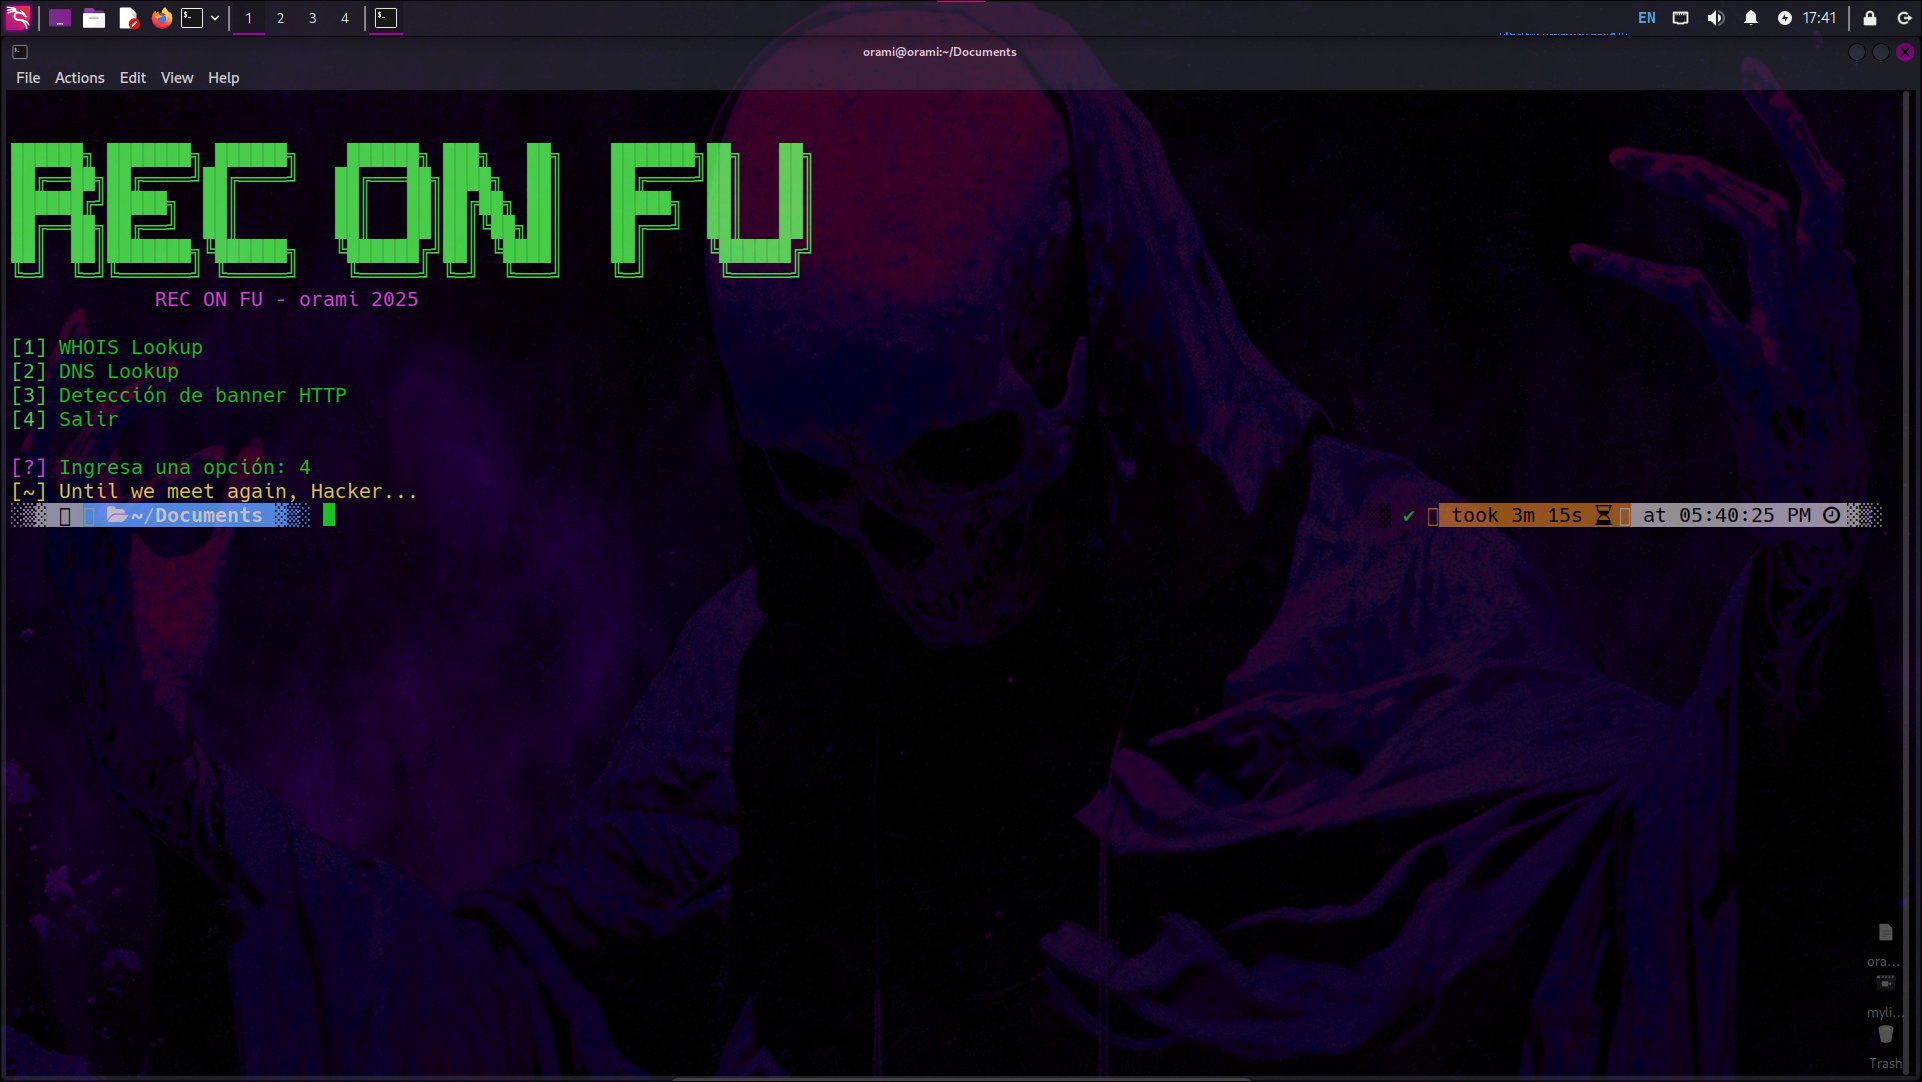 1 2 3 4
EN 17:41
orami@orami:~/Documents
File Actions Edit View Help
REC ON FU
REC ON FU - orami 2025
[1] WHOIS Lookup
[2] DNS Lookup
[3] Detección de banner HTTP
[4] Salir
[?] Ingresa una opción: 4
[~] Until we meet again, Hacker...
~/Documents ✔ took 3m 15s at 05:40:25 PM
ora...
myli...
Trash